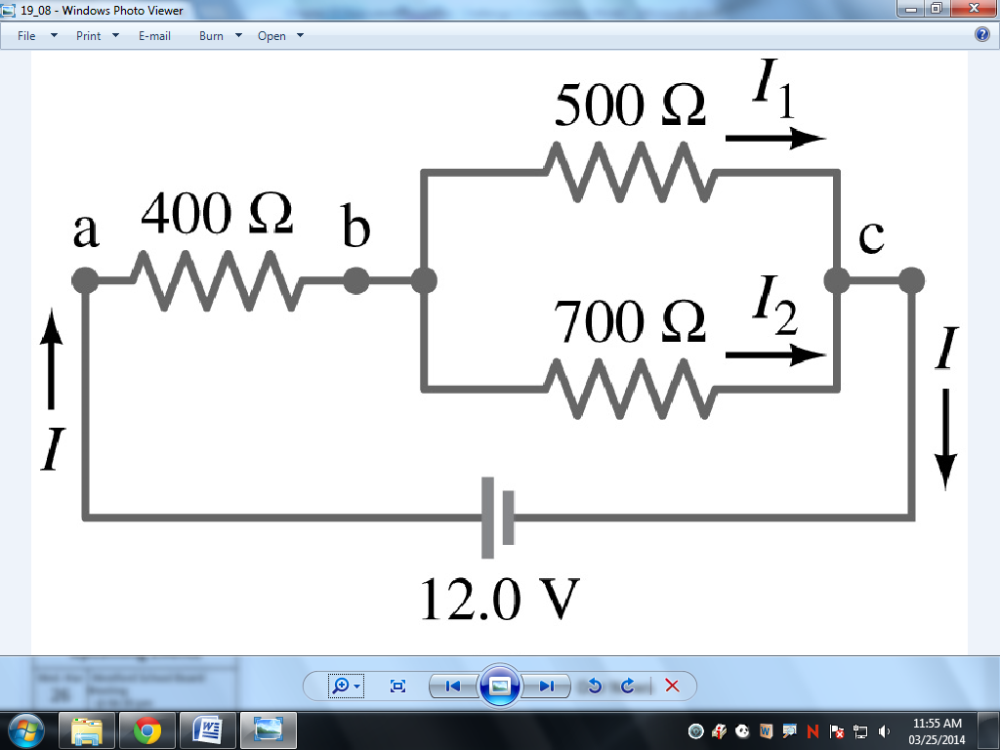 19_08 - Windows Photo Viewer
File Print E-mail Burn Open
I₁
500 Ω
400 Ω
a b c
700 Ω I₂
I
I
12.0 V
11:55 AM
03/25/2014